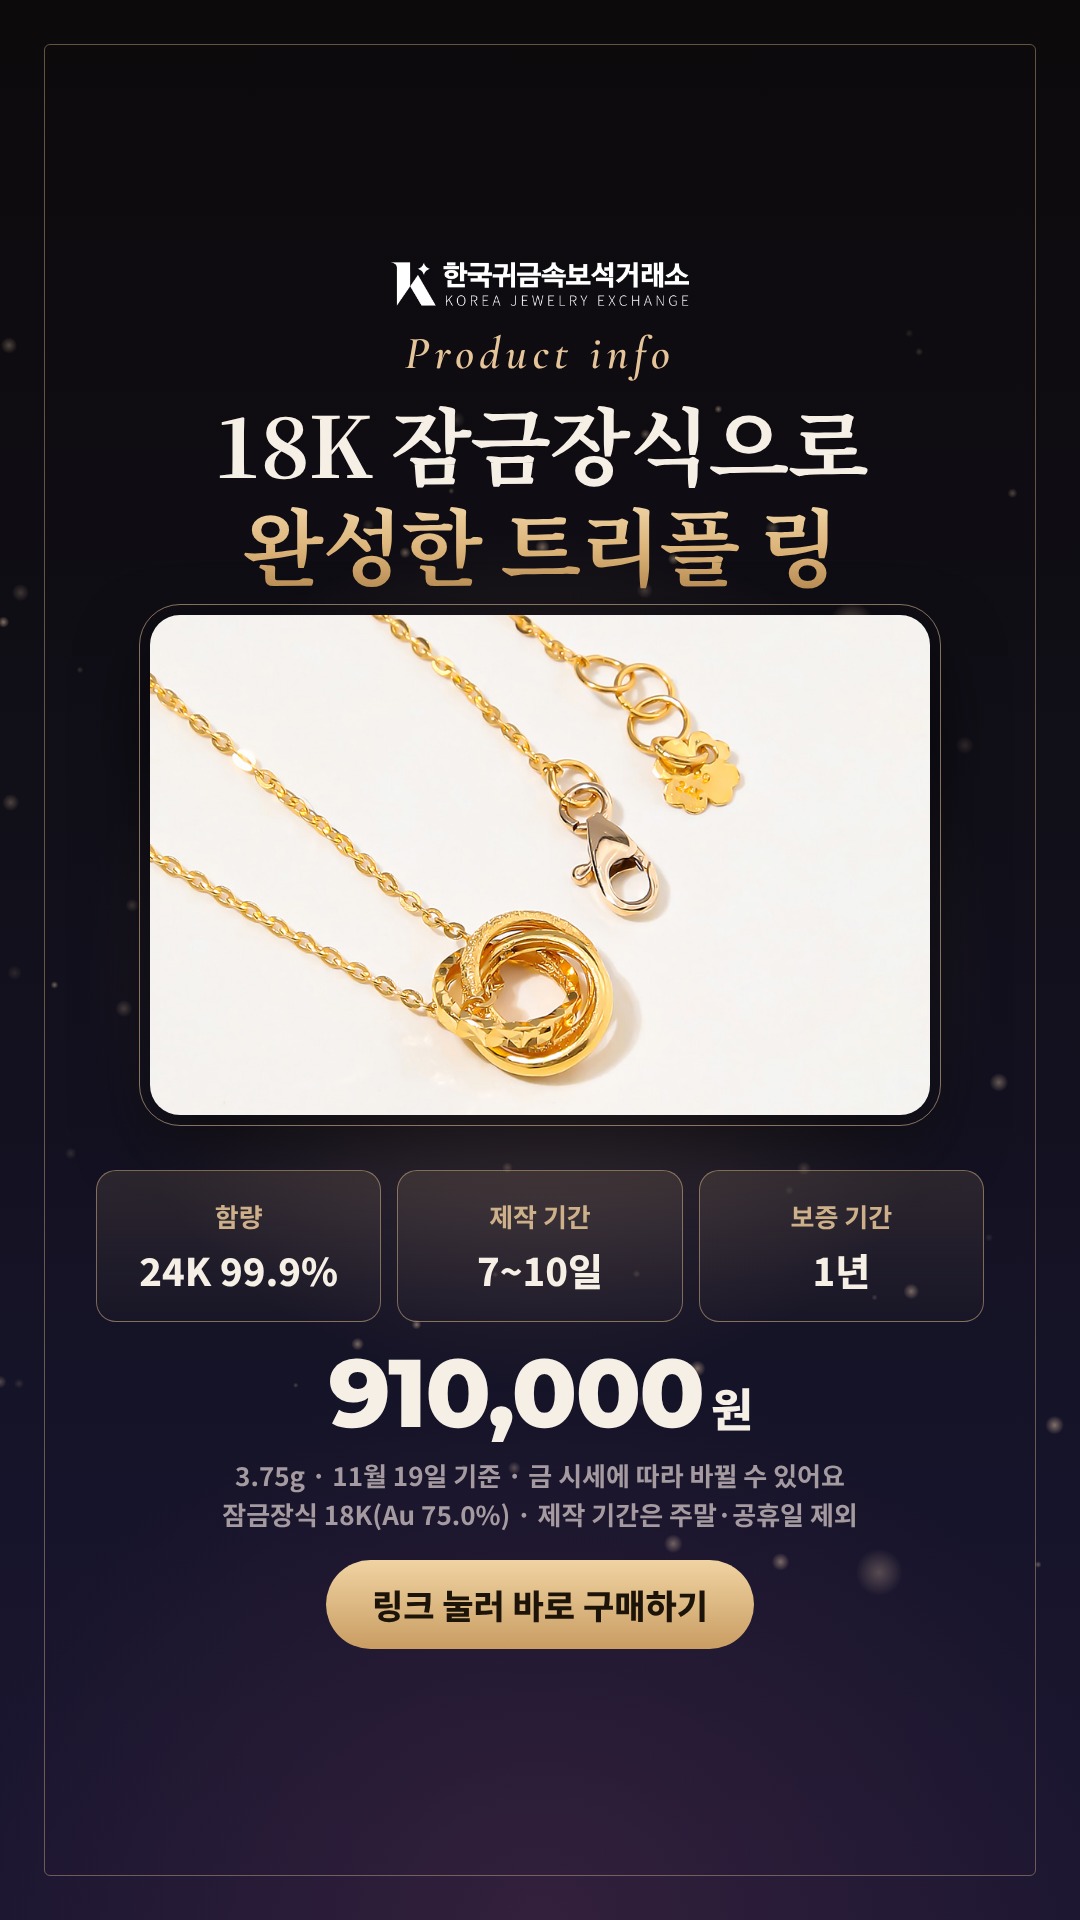 한국귀금속보석거래소
KOREA JEWELRY EXCHANGE
Product info
18K 잠금장식으로
완성한 트리플 링
함량
24K 99.9%
제작 기간
7~10일
보증 기간
1년
910,000원
3.75g · 11월 19일 기준 · 금 시세에 따라 바뀔 수 있어요
잠금장식 18K(Au 75.0%) · 제작 기간은 주말·공휴일 제외
링크 눌러 바로 구매하기